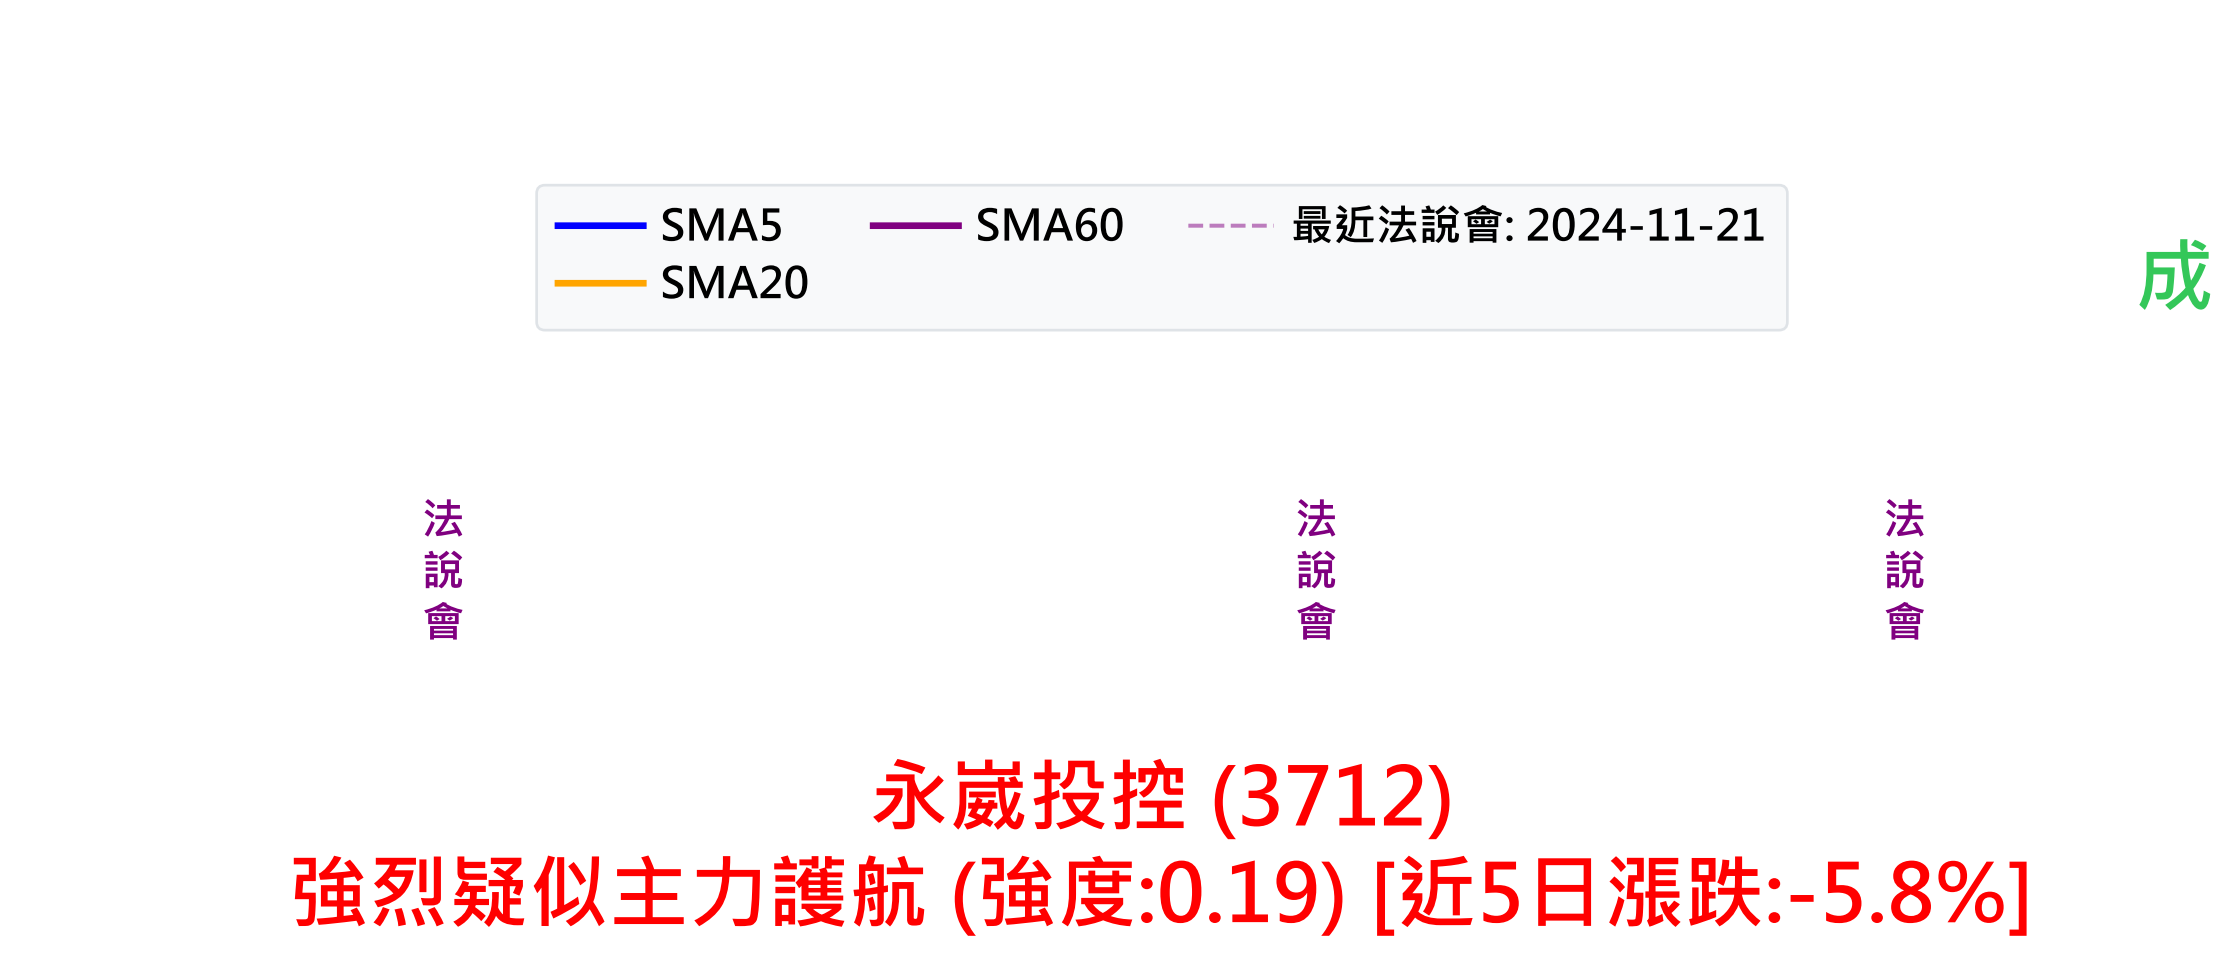 SMA5
SMA20
SMA60
最近法說會: 2024-11-21
成
法說會
法說會
法說會
永崴投控 (3712)
強烈疑似主力護航 (強度:0.19) [近5日漲跌:-5.8%]